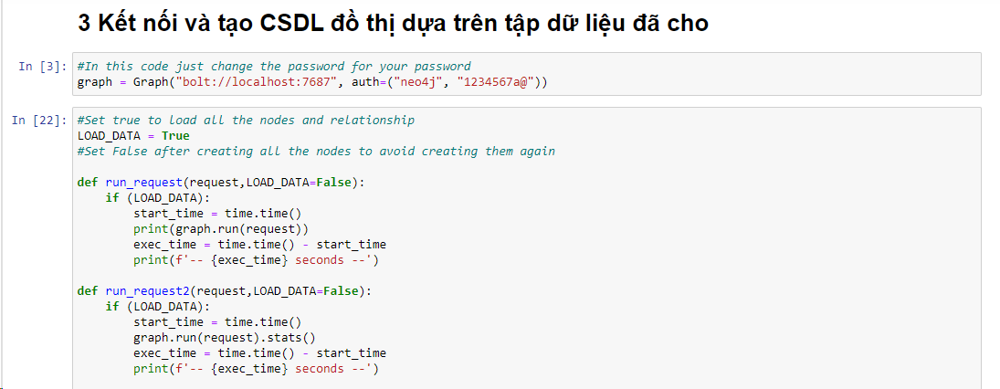 3 Kết nối và tạo CSDL đồ thị dựa trên tập dữ liệu đã cho
In [3]: #In this code just change the password for your password
graph = Graph("bolt://localhost:7687", auth=("neo4j", "1234567a@"))
In [22]: #Set true to load all the nodes and relationship
LOAD_DATA = True
#Set False after creating all the nodes to avoid creating them again
def run_request(request,LOAD_DATA=False):
    if (LOAD_DATA):
        start_time = time.time()
        print(graph.run(request))
        exec_time = time.time() - start_time
        print(f'-- {exec_time} seconds --')
def run_request2(request,LOAD_DATA=False):
    if (LOAD_DATA):
        start_time = time.time()
        graph.run(request).stats()
        exec_time = time.time() - start_time
        print(f'-- {exec_time} seconds --')